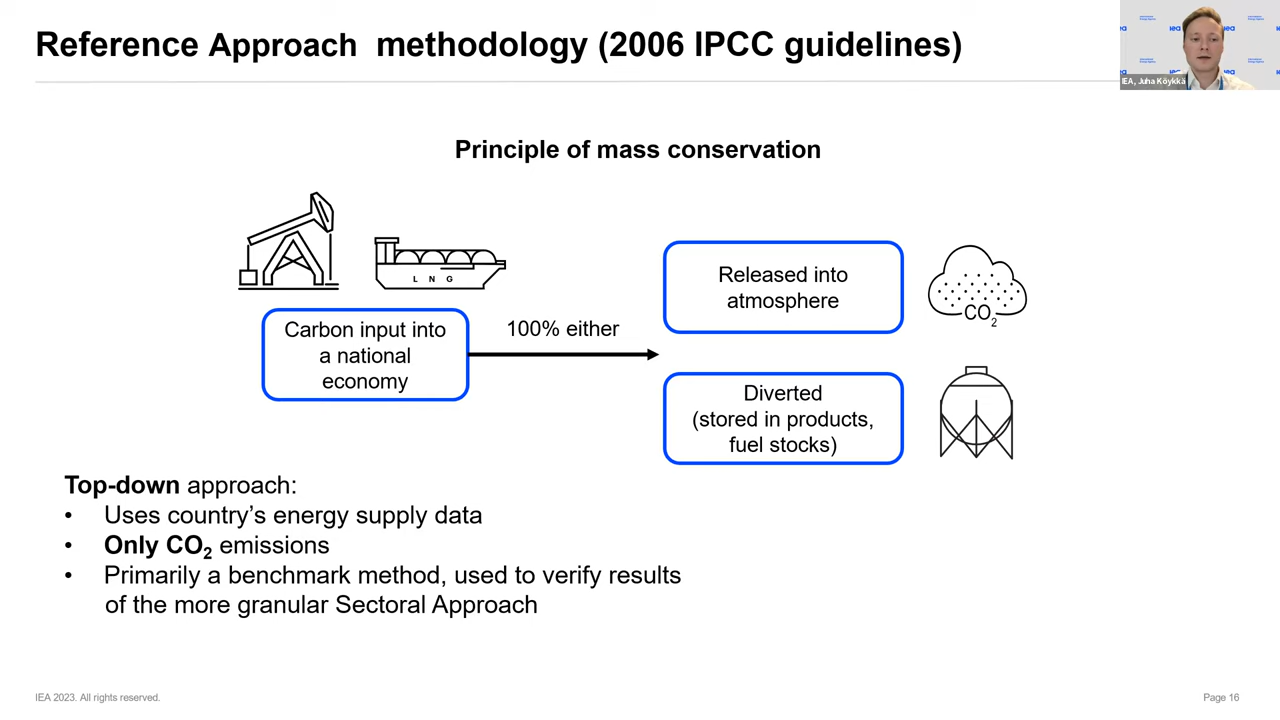 Reference Approach methodology (2006 IPCC guidelines)
iea
iea
IEA, Juha Köykkä
Principle of mass conservation
L N G
Carbon input into
a national
economy
100% either
Released into
atmosphere
CO2
Diverted
(stored in products,
fuel stocks)
Top-down approach:
• Uses country's energy supply data
• Only CO2 emissions
• Primarily a benchmark method, used to verify results
of the more granular Sectoral Approach
IEA 2023. All rights reserved.
Page 16